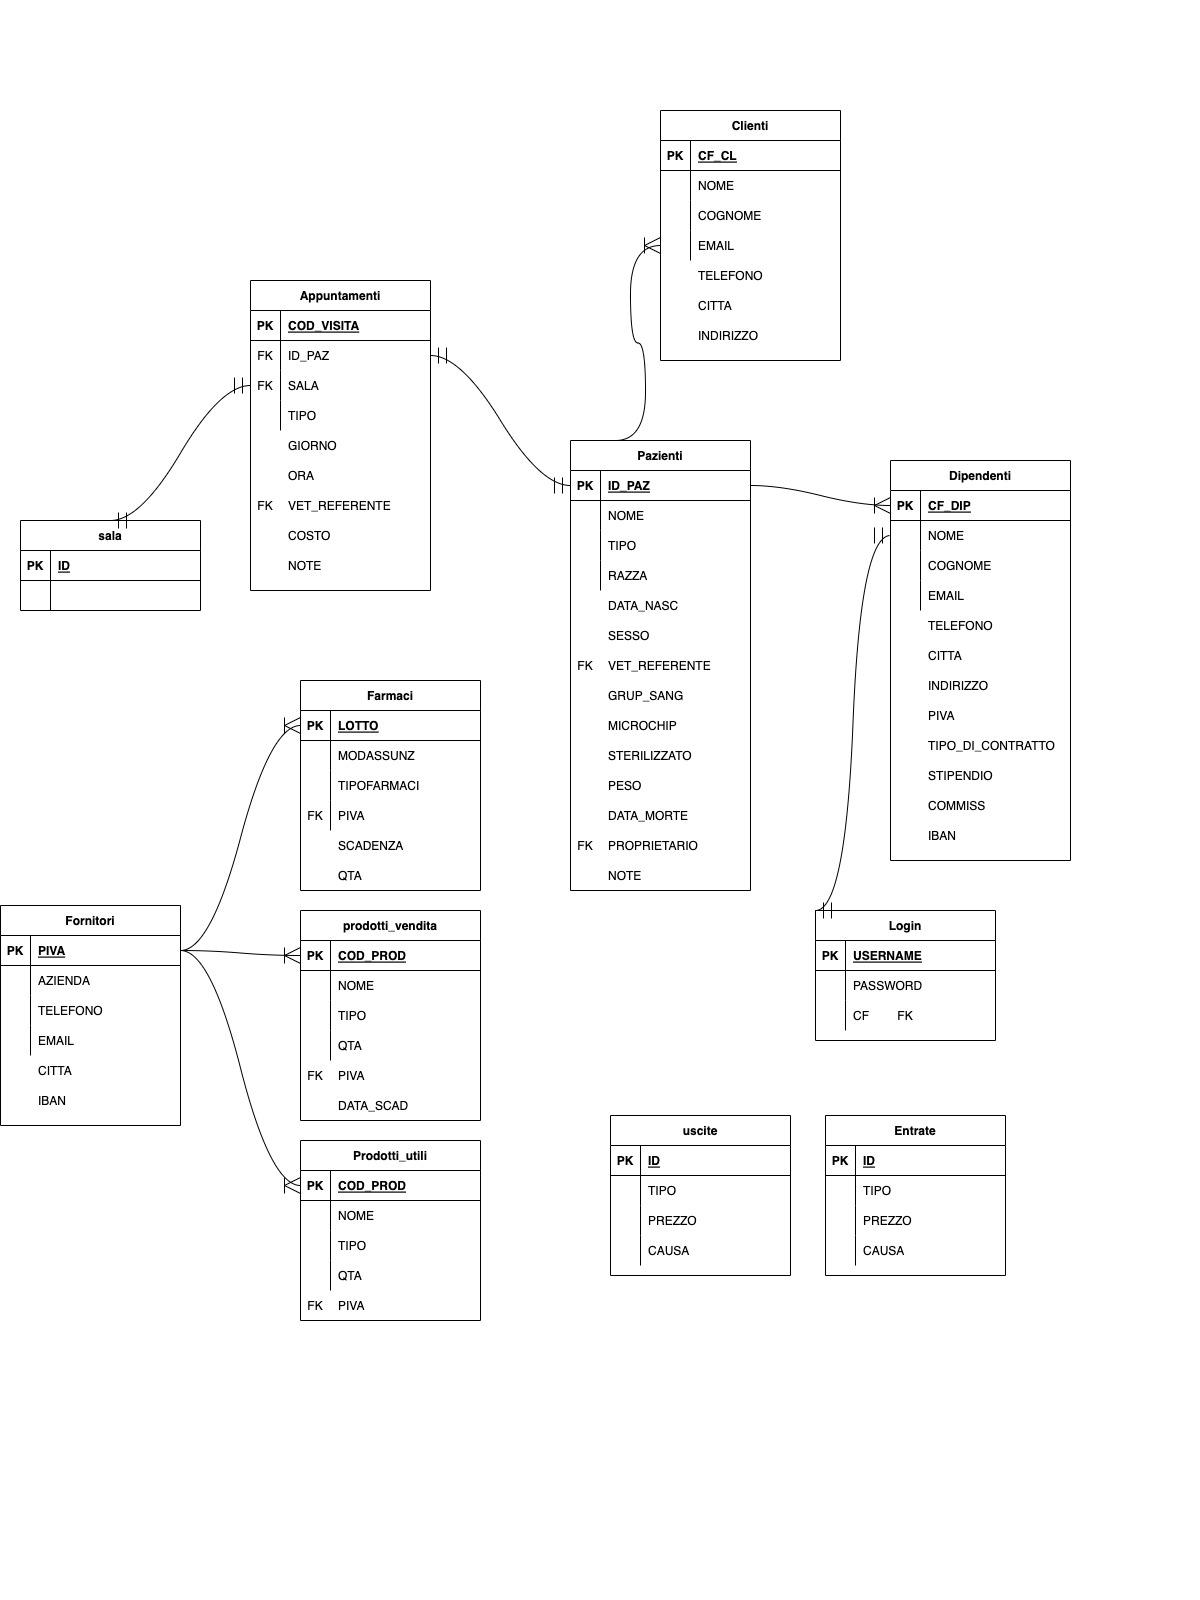 Clienti
PK CF_CL
NOME
COGNOME
EMAIL
TELEFONO
CITTA
INDIRIZZO
Appuntamenti
PK COD_VISITA
FK ID_PAZ
FK SALA
TIPO
GIORNO
ORA
FK VET_REFERENTE
COSTO
NOTE
sala
PK ID
Pazienti
PK ID_PAZ
NOME
TIPO
RAZZA
DATA_NASC
SESSO
FK VET_REFERENTE
GRUP_SANG
MICROCHIP
STERILIZZATO
PESO
DATA_MORTE
FK PROPRIETARIO
NOTE
Dipendenti
PK CF_DIP
NOME
COGNOME
EMAIL
TELEFONO
CITTA
INDIRIZZO
PIVA
TIPO_DI_CONTRATTO
STIPENDIO
COMMISS
IBAN
Farmaci
PK LOTTO
MODASSUNZ
TIPOFARMACI
FK PIVA
SCADENZA
QTA
Fornitori
PK PIVA
AZIENDA
TELEFONO
EMAIL
CITTA
IBAN
prodotti_vendita
PK COD_PROD
NOME
TIPO
QTA
FK PIVA
DATA_SCAD
Login
PK USERNAME
PASSWORD
CF FK
Prodotti_utili
PK COD_PROD
NOME
TIPO
QTA
FK PIVA
uscite
PK ID
TIPO
PREZZO
CAUSA
Entrate
PK ID
TIPO
PREZZO
CAUSA